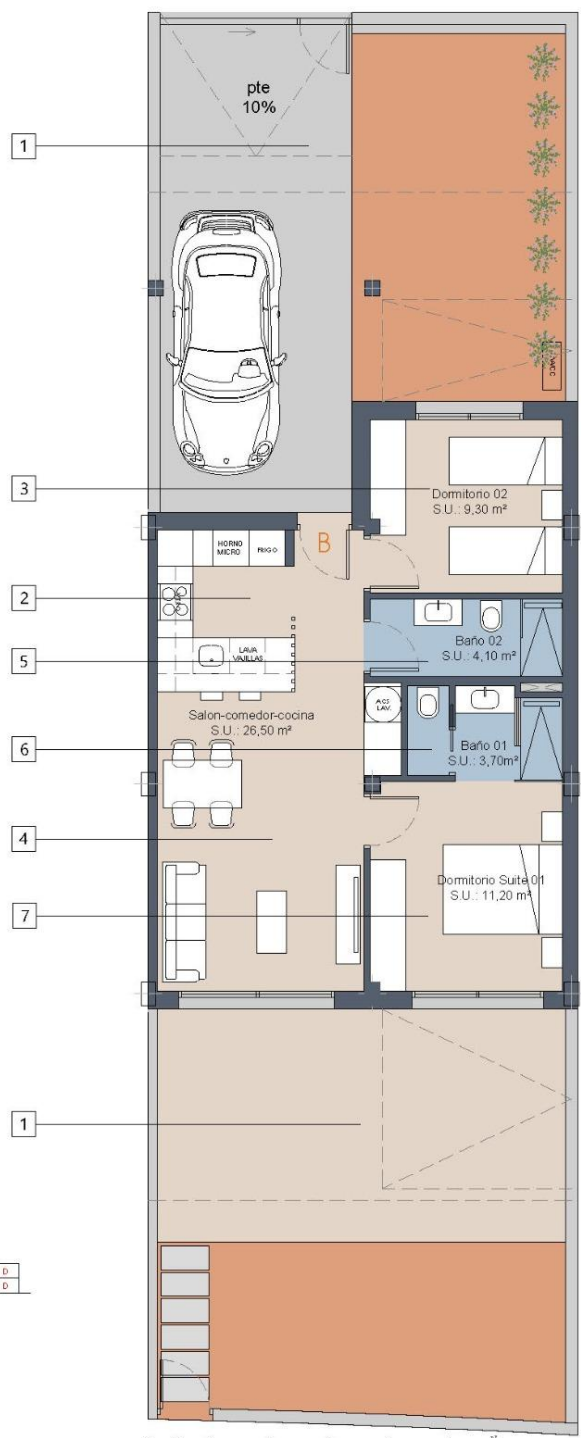 pte
10%
1
VACC
3
Dormitorio 02
S.U.: 9,30 m²
HORNO
MICRO
FRIGO
B
2
LAVA
VAJILLAS
Baño 02
S.U.: 4,10 m²
5
Salon-comedor-cocina
S.U.: 26,50 m²
ACS
LAV.
6
Baño 01
S.U.: 3,70m²
4
Dormitorio Suite 01
S.U.: 11,20 m²
7
1
D
D